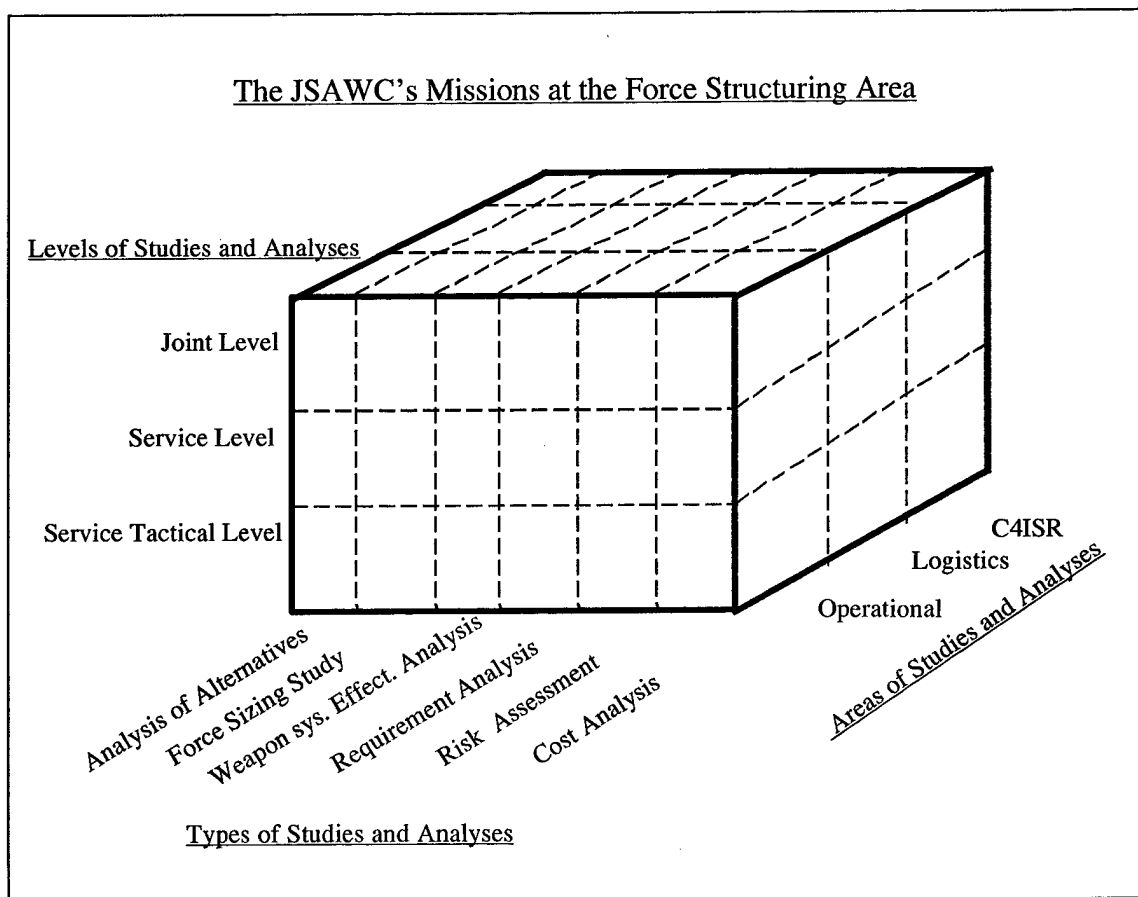 The JSAWC's Missions at the Force Structuring Area
Levels of Studies and Analyses
Joint Level
Service Level
Service Tactical Level
C4ISR
Logistics
Operational
Areas of Studies and Analyses
Analysis of Alternatives
Force Sizing Study
Weapon sys. Effect. Analysis
Requirement Analysis
Risk Assessment
Cost Analysis
Types of Studies and Analyses